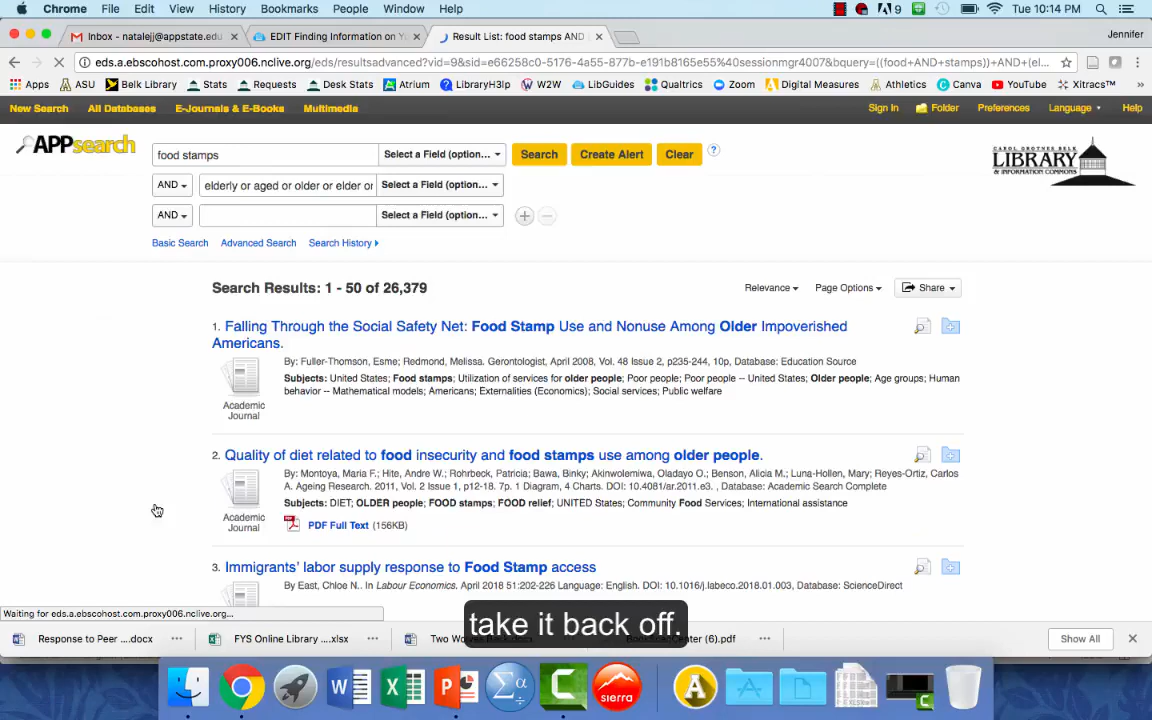 Chrome File Edit View History Bookmarks People Window Help 9 Tue 10:14 PM
Inbox - natalejj@appstate.edu EDIT Finding Information on Y Result List: food stamps AND Jennifer
eds.a.ebscohost.com.proxy006.nclive.org/eds/resultsadvanced?vid=9&sid=e66258c0-5176-4a55-877b-e191b8165e55%40sessionmgr4007&bquery=((food+AND+stamps))+AND+(el...
Apps ASU Belk Library Stats Requests Desk Stats Atrium LibraryH3lp W2W LibGuides Qualtrics Zoom Digital Measures Athletics Canva YouTube Xitracs™ »
New Search All Databases E-Journals & E-Books Multimedia Sign In Folder Preferences Language Help
APPsearch
food stamps Select a Field (option... Search Create Alert Clear ?
CAROL GROTNES BELK
LIBRARY
& INFORMATION COMMONS
AND elderly or aged or older or elder or Select a Field (option...
AND Select a Field (option...
Basic Search Advanced Search Search History
Search Results: 1 - 50 of 26,379 Relevance Page Options Share
1. Falling Through the Social Safety Net: Food Stamp Use and Nonuse Among Older Impoverished
Americans.
By: Fuller-Thomson, Esme; Redmond, Melissa. Gerontologist, April 2008, Vol. 48 Issue 2, p235-244, 10p, Database: Education Source
Subjects: United States; Food stamps; Utilization of services for older people; Poor people; Poor people -- United States; Older people; Age groups; Human
behavior -- Mathematical models; Americans; Externalities (Economics); Social services; Public welfare
Academic
Journal
2. Quality of diet related to food insecurity and food stamps use among older people.
By: Montoya, Maria F.; Hite, Andre W.; Rohrbeck, Patricia; Bawa, Binky; Akinwolemiwa, Oladayo O.; Benson, Alicia M.; Luna-Hollen, Mary; Reyes-Ortiz, Carlos
A. Ageing Research. 2011, Vol. 2 Issue 1, p12-18. 7p. 1 Diagram, 4 Charts. DOI: 10.4081/ar.2011.e3. , Database: Academic Search Complete
Subjects: DIET; OLDER people; FOOD stamps; FOOD relief; UNITED States; Community Food Services; International assistance
Academic
Journal
PDF Full Text (156KB)
3. Immigrants' labor supply response to Food Stamp access
By East, Chloe N.. In Labour Economics. April 2018 51:202-226 Language: English. DOI: 10.1016/j.labeco.2018.01.003, Database: ScienceDirect
Waiting for eds.a.ebscohost.com.proxy006.nclive.org...
take it back off.
Response to Peer ....docx FYS Online Library ....xlsx Two Wolves (6).pdf Show All
sierra